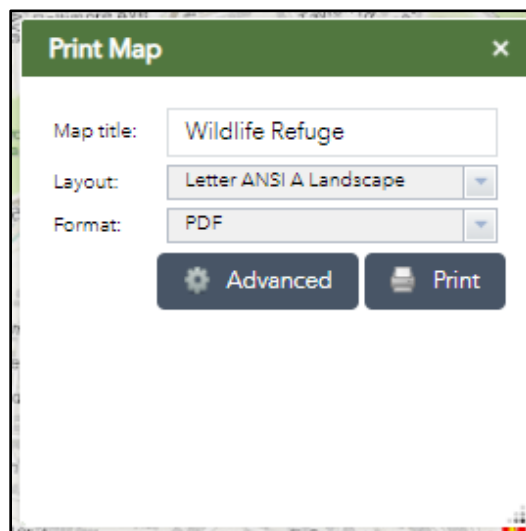 Print Map
Map title: Wildlife Refuge
Layout: Letter ANSI A Landscape
Format: PDF
Advanced Print